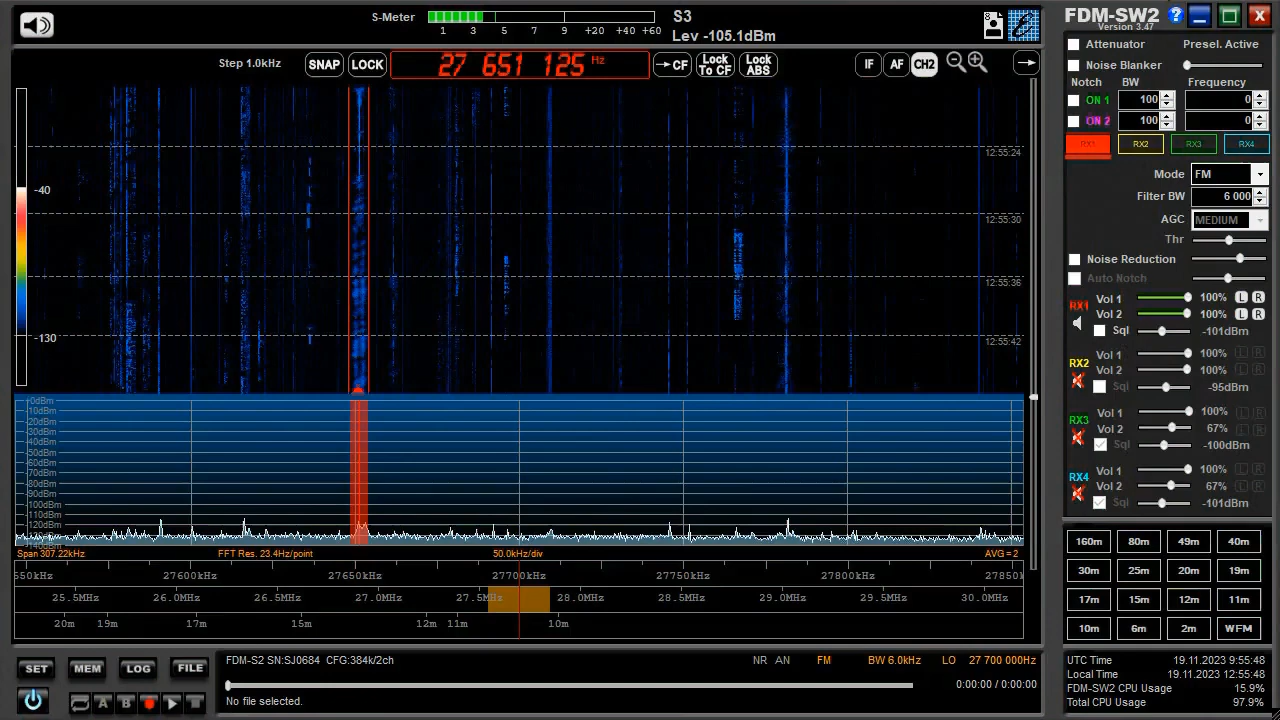 S-Meter
1 3 5 7 9 +20 +40 +60
S3
Lev -105.1dBm
FDM-SW2
Version 3.47
Step 1.0kHz
SNAP
LOCK
27 651 125 Hz
→CF
Lock To CF
Lock ABS
IF
AF
CH2
Attenuator
Presel. Active
Noise Blanker
Notch BW Frequency
ON 1 100 0
ON 2 100 0
RX1 RX2 RX3 RX4
Mode FM
Filter BW 6 000
AGC MEDIUM
Thr
Noise Reduction
Auto Notch
RX1
Vol 1 100% L R
Vol 2 100% L R
Sql -101dBm
RX2
Vol 1 100% L R
Vol 2 100% L R
Sql -95dBm
RX3
Vol 1 100% L R
Vol 2 67% L R
Sql -100dBm
RX4
Vol 1 100% L R
Vol 2 67% L R
Sql -101dBm
-40
-130
12:55:24
12:55:30
12:55:36
12:55:42
+0dBm
-10dBm
-20dBm
-30dBm
-40dBm
-50dBm
-60dBm
-70dBm
-80dBm
-90dBm
-100dBm
-110dBm
-120dBm
-130dBm
Span 307.22kHz
FFT Res. 23.4Hz/point
50.0kHz/div
AVG=2
550kHz 27600kHz 27650kHz 27700kHz 277750kHz 27800kHz 27850
25.5MHz 26.0MHz 26.5MHz 27.0MHz 27.5MHz 28.0MHz 28.5MHz 29.0MHz 29.5MHz 30.0MHz
20m 19m 17m 15m 12m 11m 10m
160m 80m 49m 40m
30m 25m 20m 19m
17m 15m 12m 11m
10m 6m 2m WFM
SET
MEM
LOG
FILE
A
B
FDM-S2 SN:SJ0684 CFG:384k/2ch
NR AN FM BW 6.0kHz LO 27 700 000Hz
0:00:00 / 0:00:00
No file selected.
UTC Time 19.11.2023 9:55:48
Local Time 19.11.2023 12:55:48
FDM-SW2 CPU Usage 15.9%
Total CPU Usage 97.9%